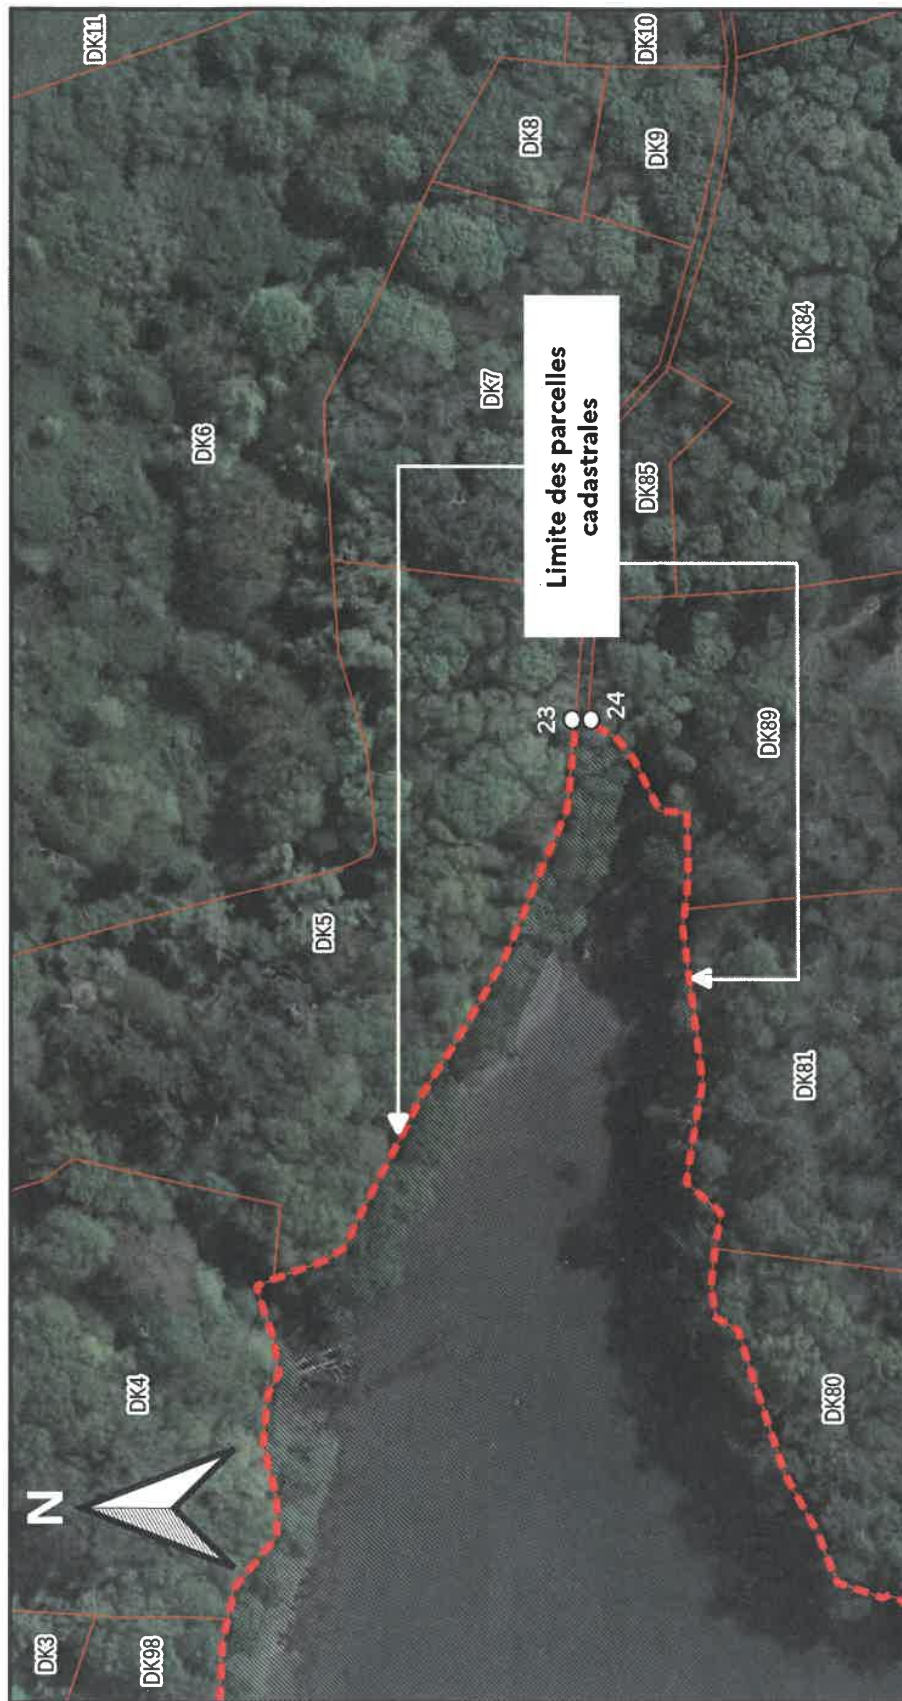 N
DK3
DK98
DK4
DK5
DK6
DK11
DK7
DK8
DK10
DK9
Limite des parcelles
cadastrales
23
24
DK85
DK84
DK89
DK81
DK80